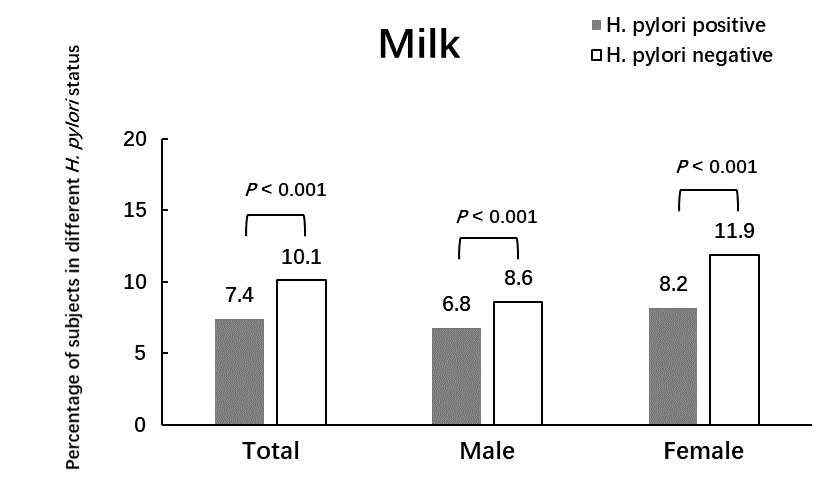 Milk
H. pylori positive
H. pylori negative
Percentage of subjects in different H. pylori status
20
15
10
5
0
P < 0.001
7.4
10.1
P < 0.001
6.8
8.6
P < 0.001
8.2
11.9
Total
Male
Female